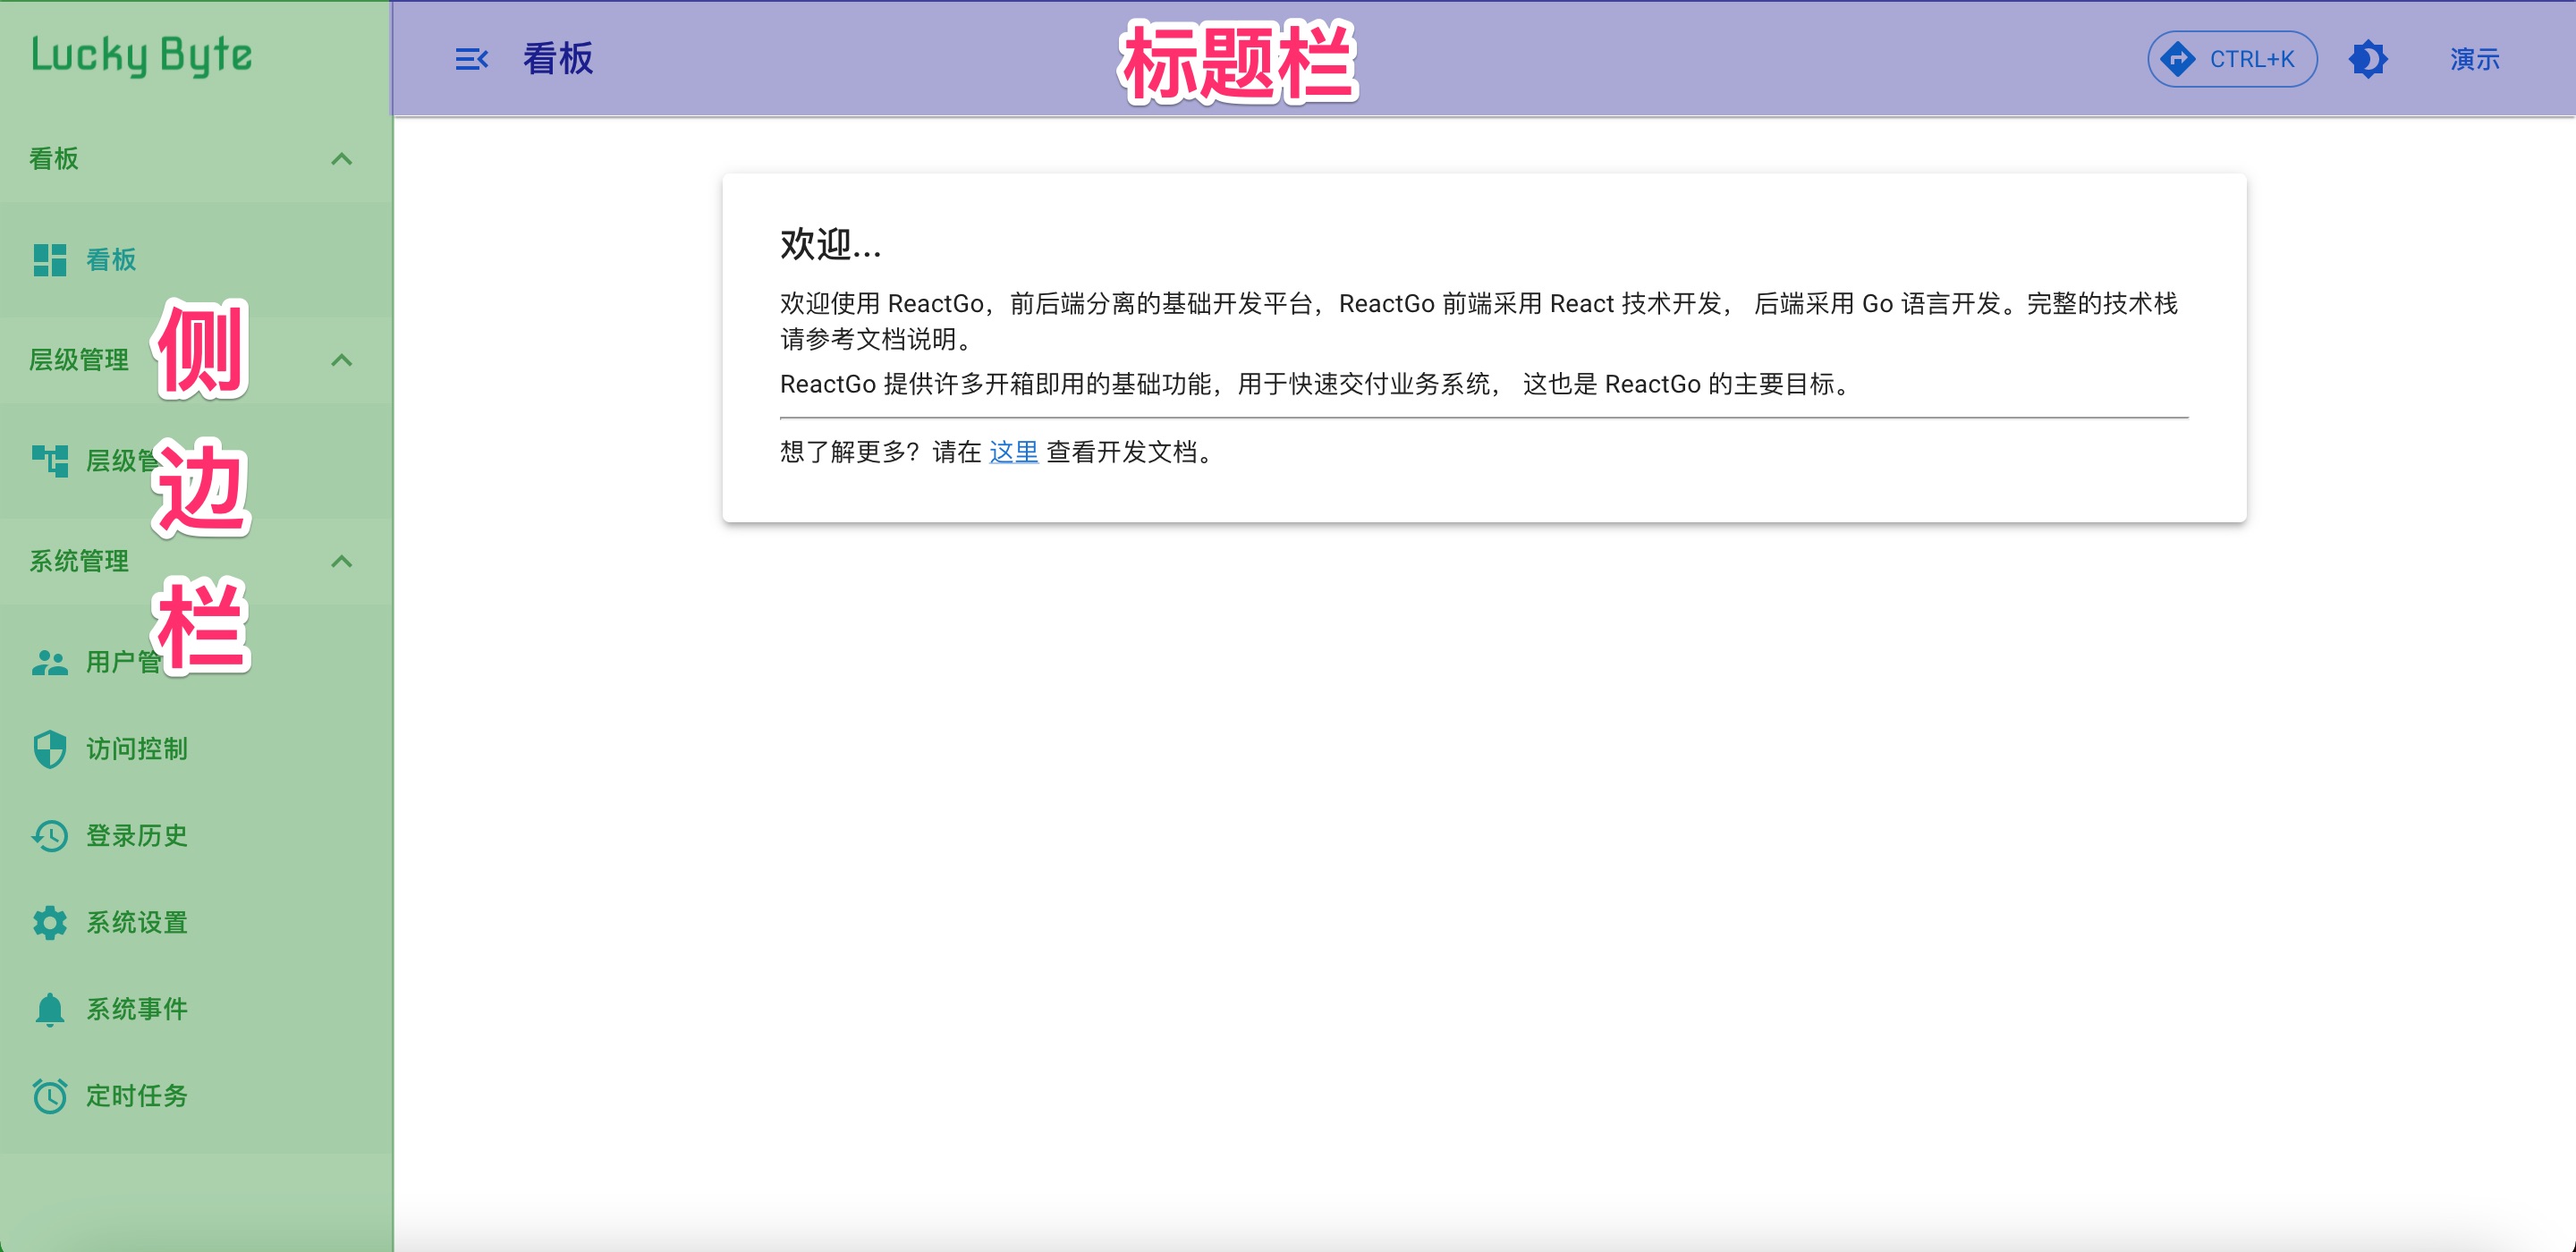 Lucky Byte
看板
标题栏
CTRL+K
演示
看板
看板
层级管理
层级管
系统管理
用户管
访问控制
登录历史
系统设置
系统事件
定时任务
侧
边
栏
欢迎...
欢迎使用 ReactGo，前后端分离的基础开发平台，ReactGo 前端采用 React 技术开发， 后端采用 Go 语言开发。完整的技术栈
请参考文档说明。
ReactGo 提供许多开箱即用的基础功能，用于快速交付业务系统， 这也是 ReactGo 的主要目标。
想了解更多？请在 这里 查看开发文档。